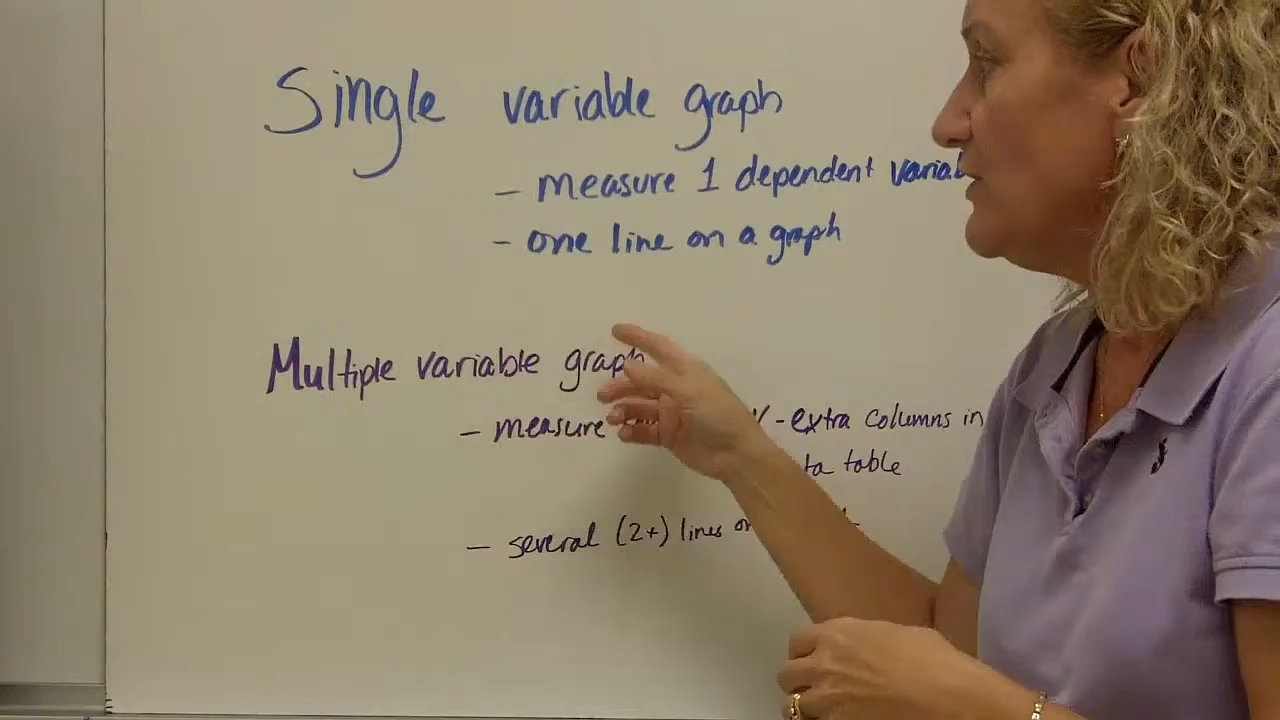 Single variable graph
- measure 1 dependent variab
- one line on a graph
Multiple variable graph
- measure - extra columns in
ta table
- several (2+) lines on